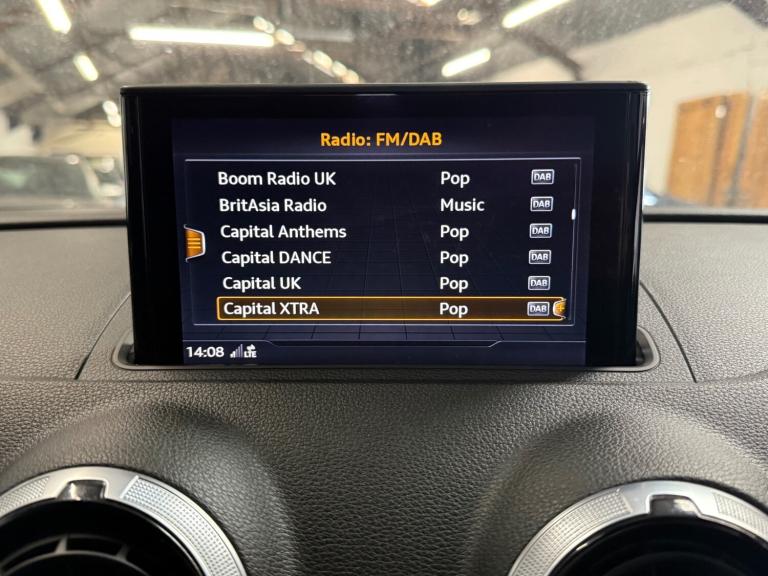 Radio: FM/DAB
Boom Radio UK Pop DAB
BritAsia Radio Music DAB
Capital Anthems Pop DAB
Capital DANCE Pop DAB
Capital UK Pop DAB
Capital XTRA Pop DAB
14:08 LTE